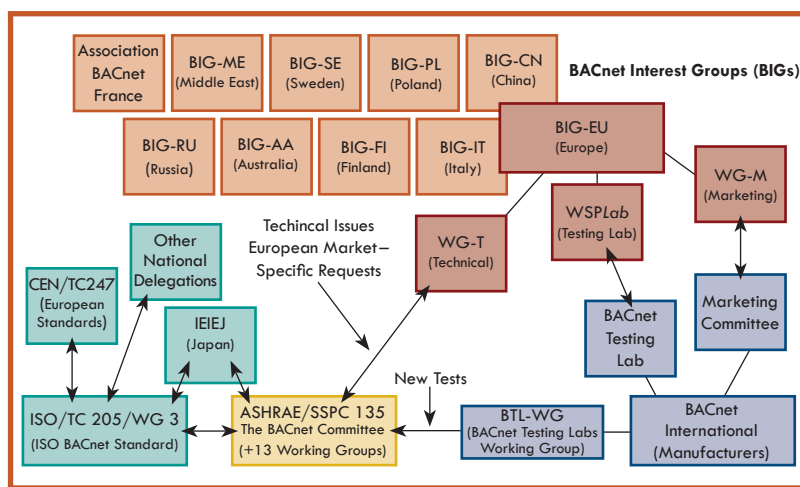 Association
BACnet
France
BIG-ME
(Middle East)
BIG-SE
(Sweden)
BIG-PL
(Poland)
BIG-CN
(China)
BACnet Interest Groups (BIGs)
BIG-RU
(Russia)
BIG-AA
(Australia)
BIG-FI
(Finland)
BIG-IT
(Italy)
BIG-EU
(Europe)
WG-M
(Marketing)
WSPLab
(Testing Lab)
WG-T
(Technical)
Techincal Issues
European Market–
Specific Requests
Other
National
Delegations
CEN/TC247
(European
Standards)
IEIEJ
(Japan)
BACnet
Testing
Lab
Marketing
Committee
New Tests
ISO/TC 205/WG 3
(ISO BACnet Standard)
ASHRAE/SSPC 135
The BACnet Committee
(+13 Working Groups)
BTL-WG
(BACnet Testing Labs
Working Group)
BACnet
International
(Manufacturers)